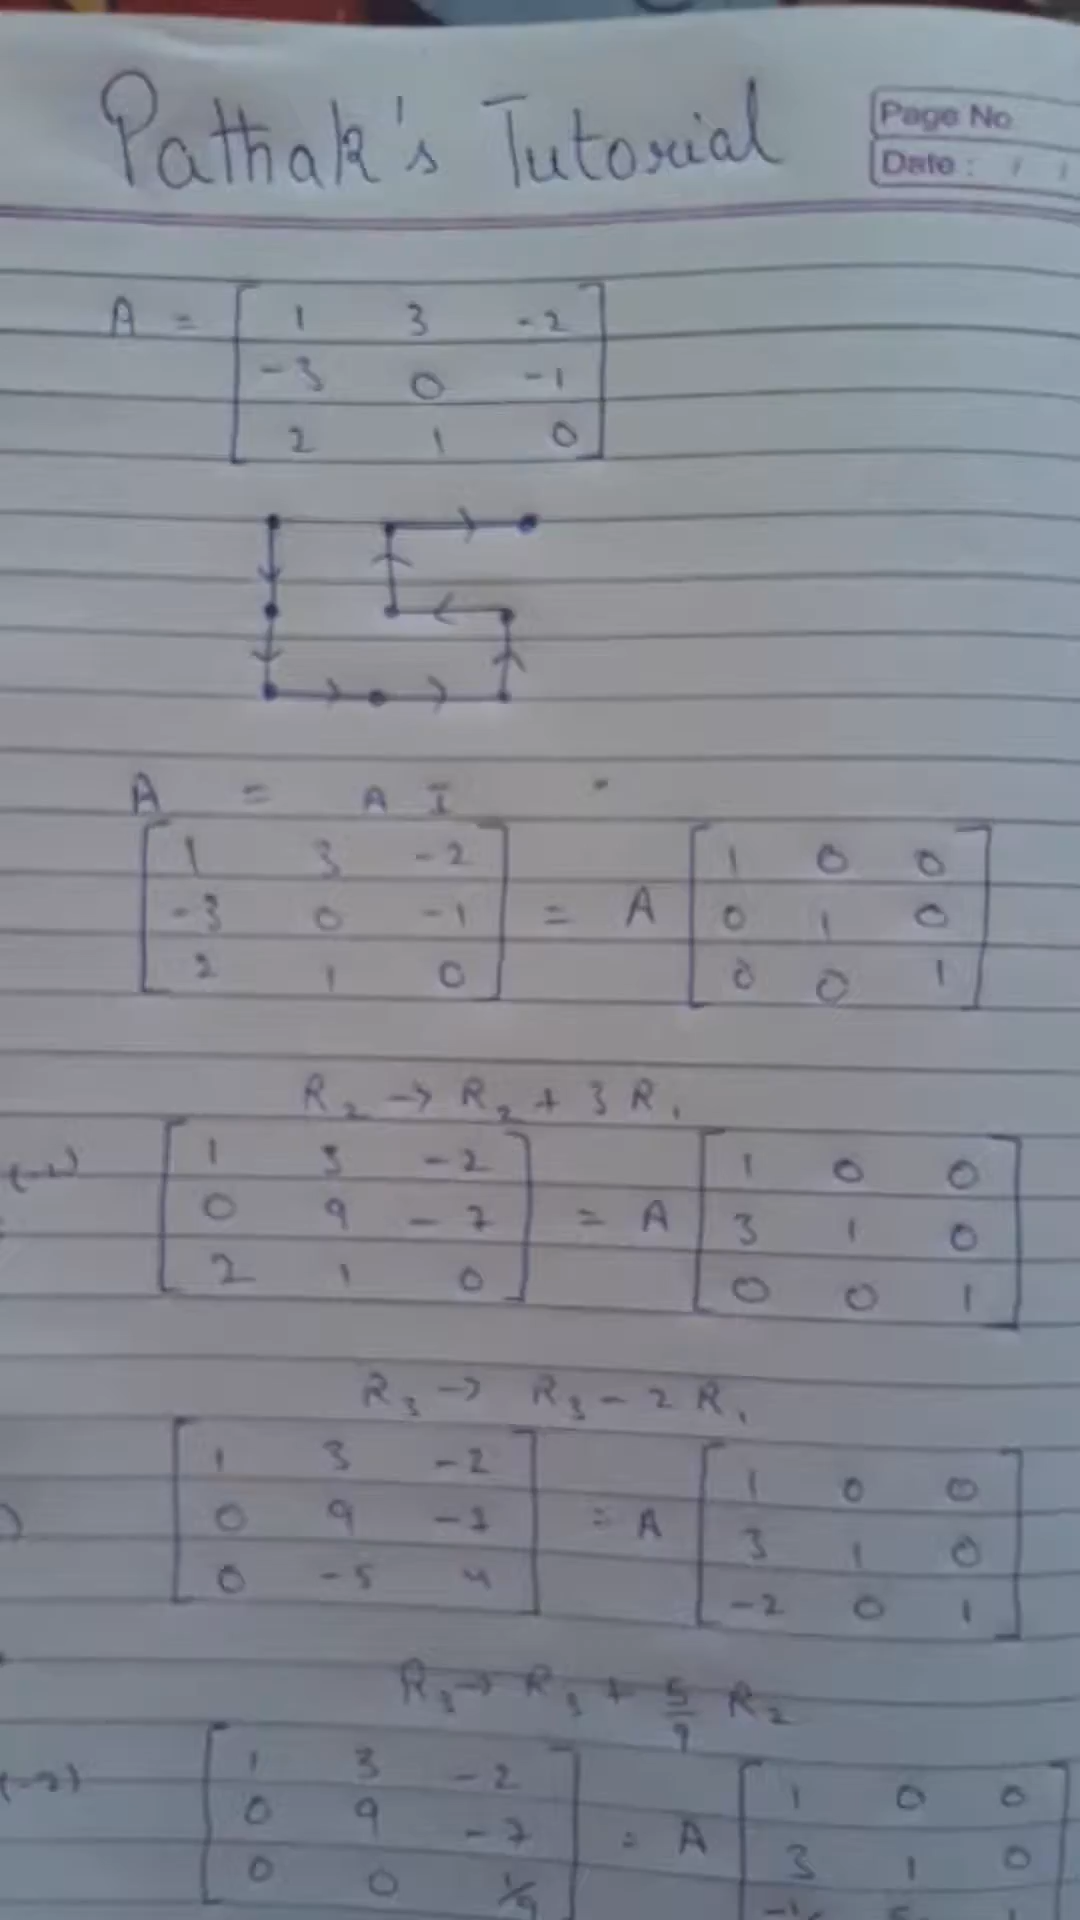 Pathak's Tutorial
Page No
Date : / /
A = [ 1 3 -2
-3 0 -1
2 1 0 ]
A = A I
[ 1 3 -2 ] = A [ 1 0 0 ]
[ -3 0 -1 ] [ 0 1 0 ]
[ 2 1 0 ] [ 0 0 1 ]
R2 → R2 + 3 R1
[ 1 3 -2 ] = A [ 1 0 0 ]
[ 0 9 -7 ] [ 3 1 0 ]
[ 2 1 0 ] [ 0 0 1 ]
R3 → R3 - 2 R1
[ 1 3 -2 ] = A [ 1 0 0 ]
[ 0 9 -7 ] [ 3 1 0 ]
[ 0 -5 4 ] [ -2 0 1 ]
R3 → R3 + 5/9 R2
[ 1 3 -2 ] = A [ 1 0 0 ]
[ 0 9 -7 ] [ 3 1 0 ]
[ 0 0 1/9 ]